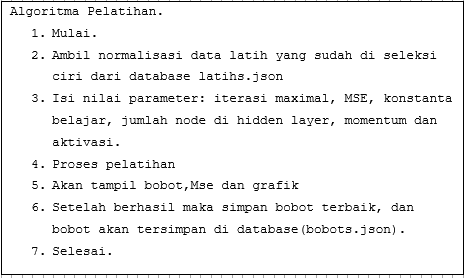 Algoritma Pelatihan.
1. Mulai.
2. Ambil normalisasi data latih yang sudah di seleksi
ciri dari database latihs.json
3. Isi nilai parameter: iterasi maximal, MSE, konstanta
belajar, jumlah node di hidden layer, momentum dan
aktivasi.
4. Proses pelatihan
5. Akan tampil bobot,Mse dan grafik
6. Setelah berhasil maka simpan bobot terbaik, dan
bobot akan tersimpan di database(bobots.json).
7. Selesai.